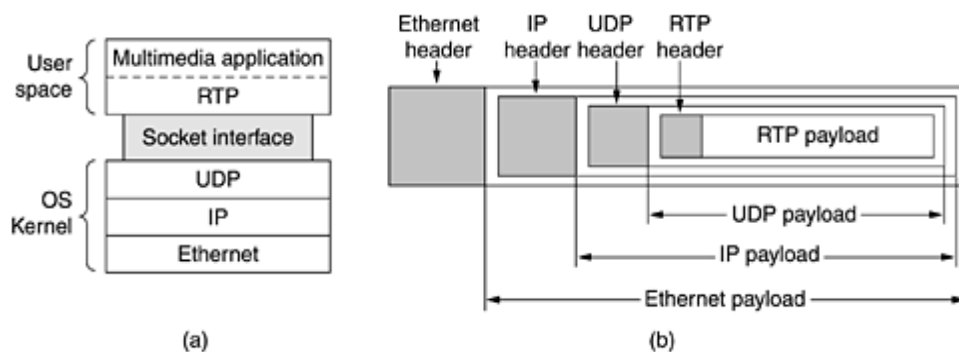 User
space
Multimedia application
RTP
Socket interface
OS
Kernel
UDP
IP
Ethernet
(a)
Ethernet
header
IP
header
UDP
header
RTP
header
RTP payload
UDP payload
IP payload
Ethernet payload
(b)